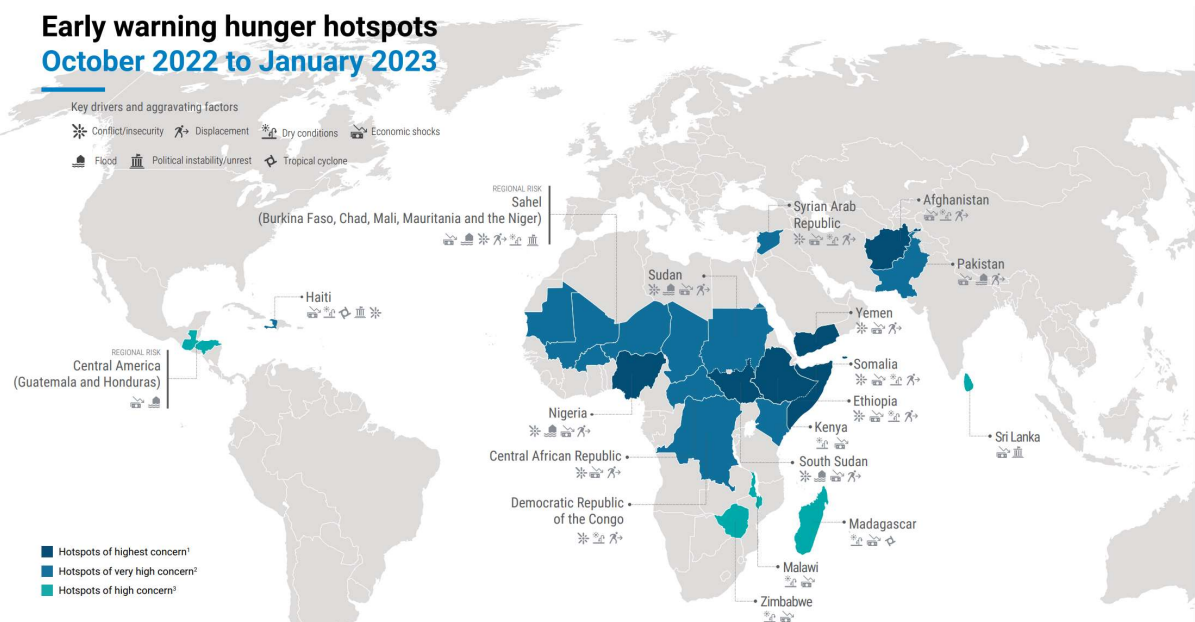 Early warning hunger hotspots
October 2022 to January 2023
Key drivers and aggravating factors
Conflict/insecurity Displacement Dry conditions Economic shocks
Flood Political instability/unrest Tropical cyclone
REGIONAL RISK
Sahel
(Burkina Faso, Chad, Mali, Mauritania and the Niger)
Syrian Arab
Republic
Afghanistan
Pakistan
Sudan
Haiti
Yemen
REGIONAL RISK
Central America
(Guatemala and Honduras)
Somalia
Ethiopia
Nigeria
Kenya
Sri Lanka
Central African Republic
South Sudan
Democratic Republic
of the Congo
Madagascar
Malawi
Zimbabwe
Hotspots of highest concern¹
Hotspots of very high concern²
Hotspots of high concern³